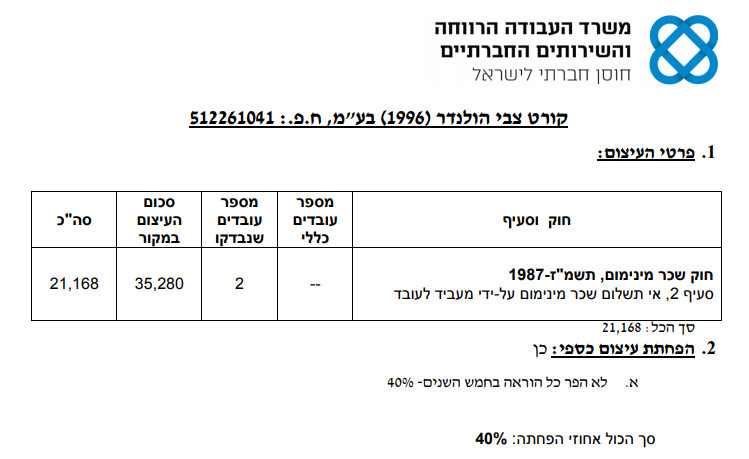 משרד העבודה הרווחה
והשירותים החברתיים
חוסן חברתי לישראל
קורט צבי הולנדר (1996) בע"מ, ח.פ.: 512261041
1. פרטי העיצום:
חוק וסעיף
מספר עובדים כללי
מספר עובדים שנבדקו
סכום העיצום במקור
סה"כ
חוק שכר מינימום, תשמ"ז-1987
סעיף 2, אי תשלום שכר מינימום על-ידי מעביד לעובד
--
2
35,280
21,168
סך הכל: 21,168
2. הפחתת עיצום כספי: כן
א. לא הפר כל הוראה בחמש השנים- 40%
סך הכול אחוזי הפחתה: 40%